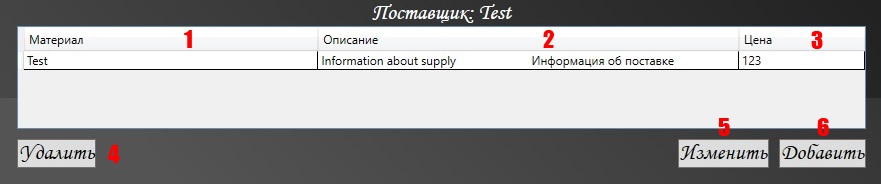 Поставщик: Test
Материал 1 Описание 2 Цена 3
Test Information about supply Информация об поставке 123
Удалить 4 Изменить 5 Добавить 6